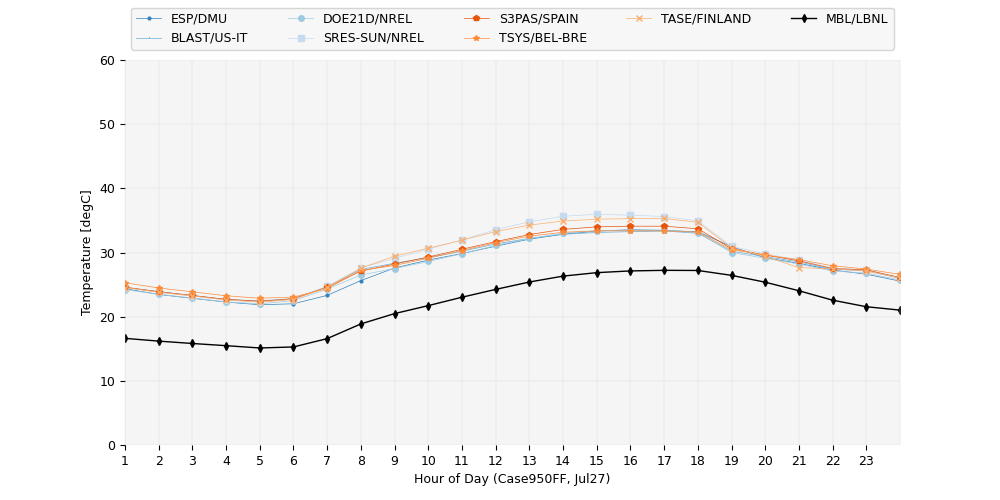 ESP/DMU DOE21D/NREL S3PAS/SPAIN TASE/FINLAND MBL/LBNL
BLAST/US-IT SRES-SUN/NREL TSYS/BEL-BRE
60
50
40
30
20
10
0
Temperature [degC]
1 2 3 4 5 6 7 8 9 10 11 12 13 14 15 16 17 18 19 20 21 22 23
Hour of Day (Case950FF, Jul27)